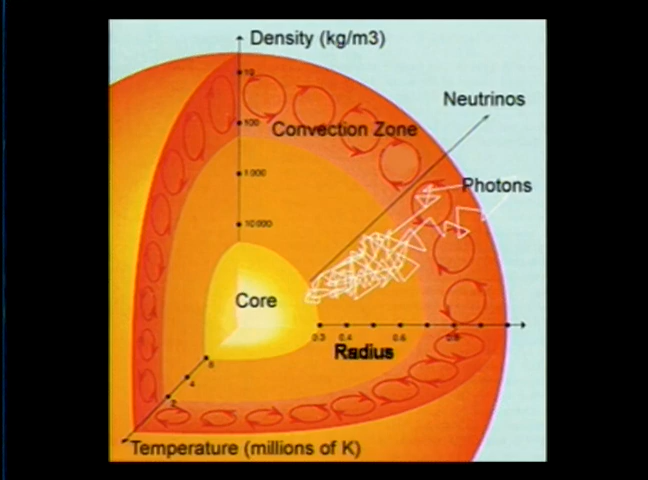 Density (kg/m3)
10
Neutrinos
100
Convection Zone
1 000
Photons
10 000
Core
0.3 0.4 0.6 0.8
Radius
8
4
2
Temperature (millions of K)